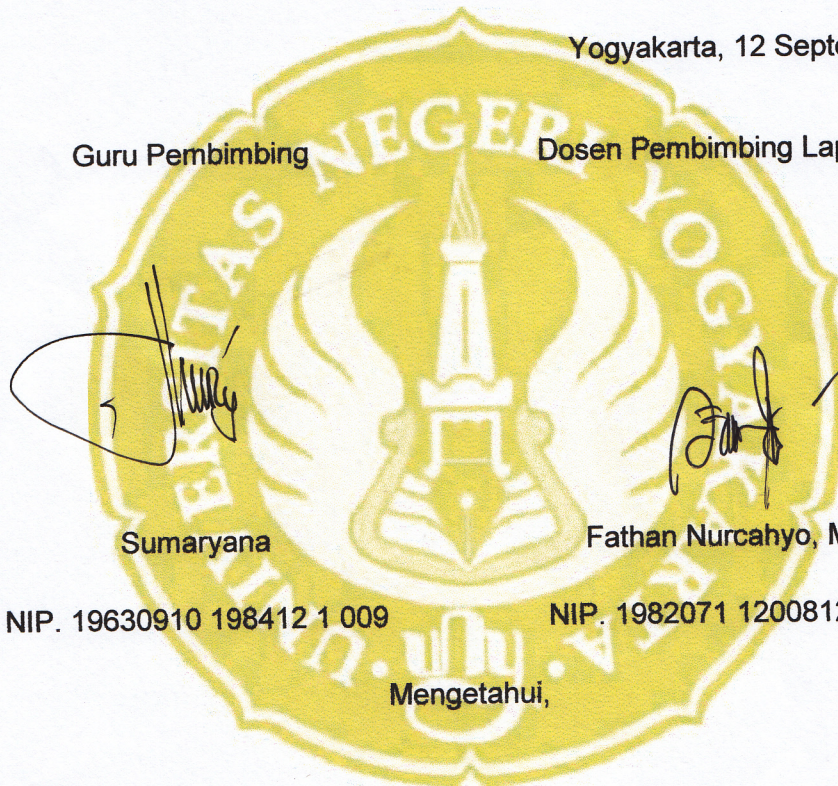 Yogyakarta, 12 Septe
Guru Pembimbing Dosen Pembimbing Lap
UNIVERSITAS NEGERI YOGYAKARTA
Sumaryana Fathan Nurcahyo, M
NIP. 19630910 198412 1 009 NIP. 1982071 1200812
uny
Mengetahui,